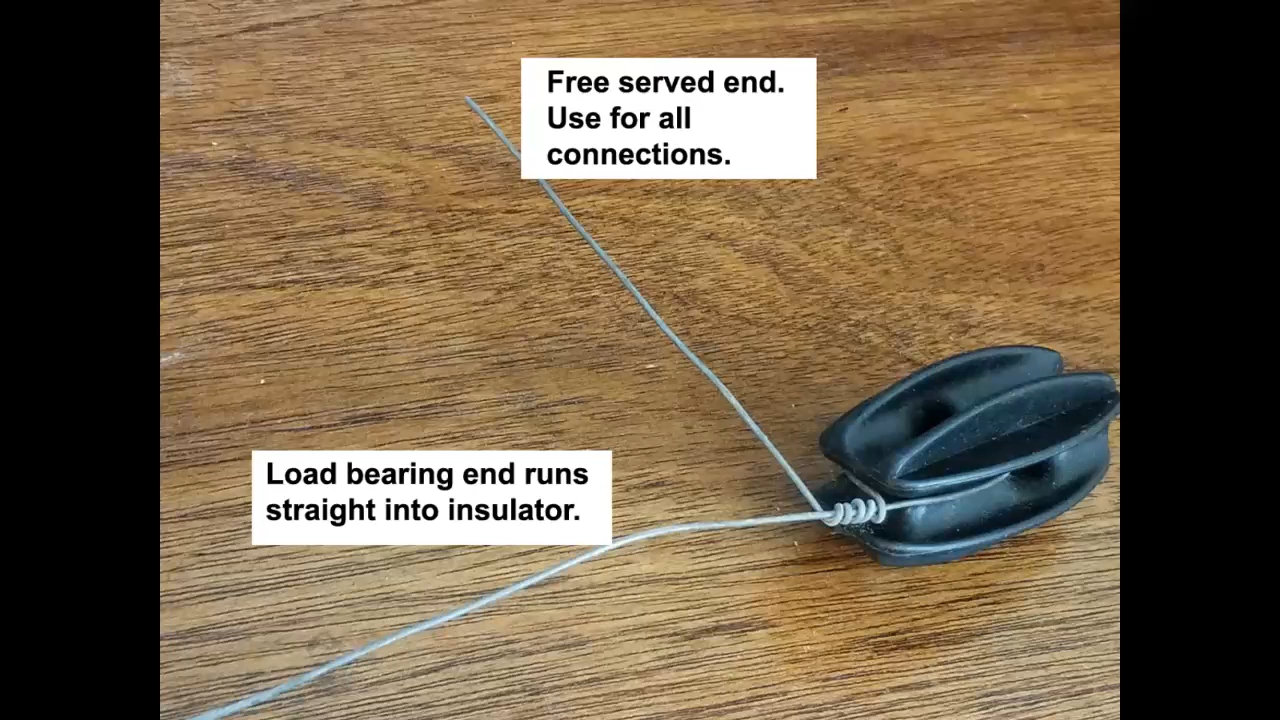 Free served end.
Use for all
connections.
Load bearing end runs
straight into insulator.